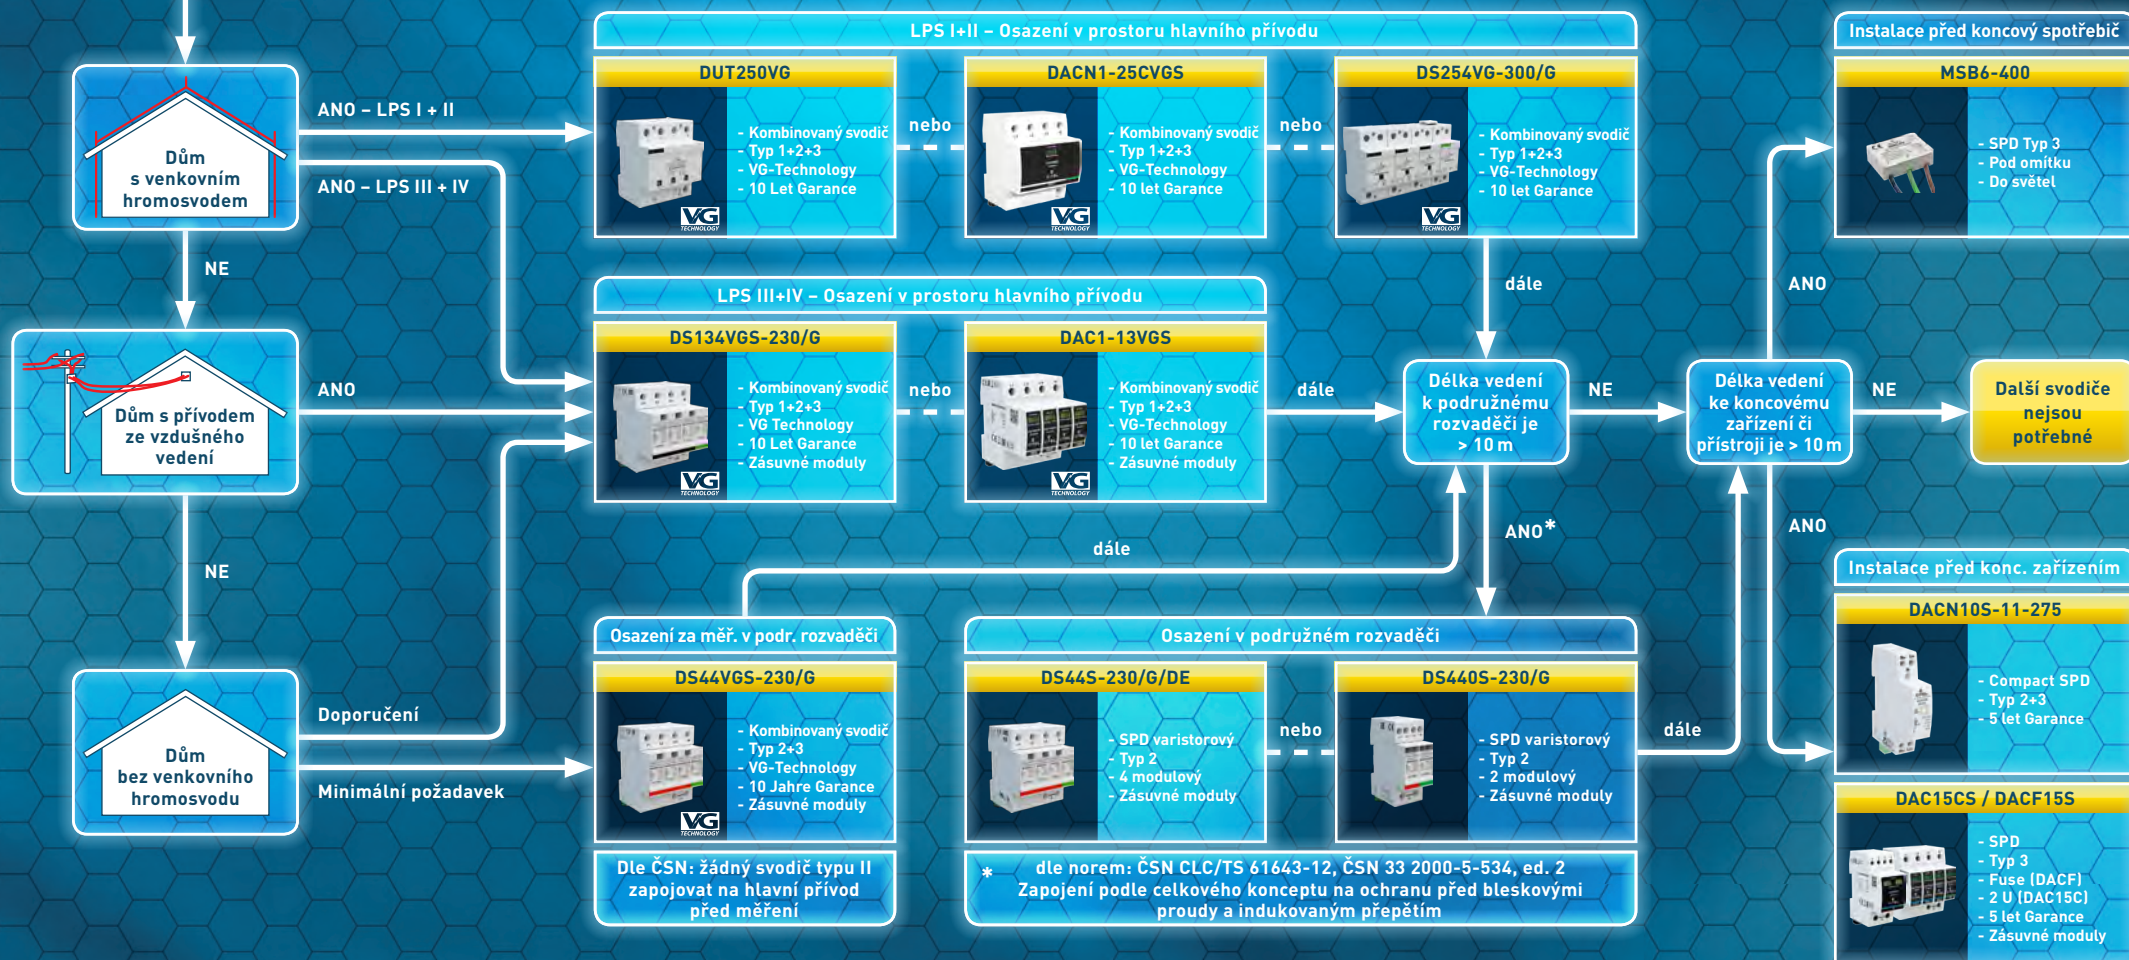 LPS I+II – Osazení v prostoru hlavního přívodu
Instalace před koncový spotřebič
DUT250VG
- Kombinovaný svodič
- Typ 1+2+3
- VG-Technology
- 10 Let Garance
VG
TECHNOLOGY
nebo
DACN1-25CVGS
- Kombinovaný svodič
- Typ 1+2+3
- VG-Technology
- 10 let Garance
VG
TECHNOLOGY
nebo
DS254VG-300/G
- Kombinovaný svodič
- Typ 1+2+3
- VG-Technology
- 10 let Garance
VG
TECHNOLOGY
MSB6-400
- SPD Typ 3
- Pod omítku
- Do světel
Dům
s venkovním
hromosvodem
ANO – LPS I + II
ANO – LPS III + IV
NE
dále
ANO
LPS III+IV – Osazení v prostoru hlavního přívodu
Dům s přívodem
ze vzdušného
vedení
ANO
DS134VGS-230/G
- Kombinovaný svodič
- Typ 1+2+3
- VG Technology
- 10 Let Garance
- Zásuvné moduly
VG
TECHNOLOGY
nebo
DAC1-13VGS
- Kombinovaný svodič
- Typ 1+2+3
- VG-Technology
- 10 let Garance
- Zásuvné moduly
VG
TECHNOLOGY
dále
Délka vedení
k podružnému
rozvaděči je
> 10 m
NE
Délka vedení
ke koncovému
zařízení či
přístroji je > 10 m
NE
Další svodiče
nejsou
potřebné
NE
dále
ANO*
ANO
Instalace před konc. zařízením
DACN10S-11-275
- Compact SPD
- Typ 2+3
- 5 let Garance
Osazení za měř. v podr. rozvaděči
Osazení v podružném rozvaděči
Dům
bez venkovního
hromosvodu
Doporučení
Minimální požadavek
DS44VGS-230/G
- Kombinovaný svodič
- Typ 2+3
- VG-Technology
- 10 Jahre Garance
- Zásuvné moduly
VG
TECHNOLOGY
DS44S-230/G/DE
- SPD varistorový
- Typ 2
- 4 modulový
- Zásuvné moduly
nebo
DS440S-230/G
- SPD varistorový
- Typ 2
- 2 modulový
- Zásuvné moduly
dále
DAC15CS / DACF15S
- SPD
- Typ 3
- Fuse (DACF)
- 2 U (DAC15C)
- 5 let Garance
- Zásuvné moduly
Dle ČSN: žádný svodič typu II
zapojovat na hlavní přívod
před měření
* dle norem: ČSN CLC/TS 61643-12, ČSN 33 2000-5-534, ed. 2
Zapojení podle celkového konceptu na ochranu před bleskovými
proudy a indukovaným přepětím